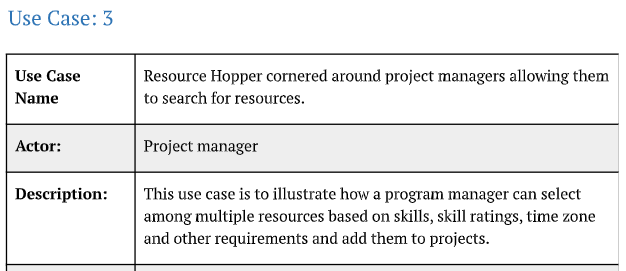 Use Case: 3
Use Case
Name
Resource Hopper cornered around project managers allowing them
to search for resources.
Actor:
Project manager
Description:
This use case is to illustrate how a program manager can select
among multiple resources based on skills, skill ratings, time zone
and other requirements and add them to projects.